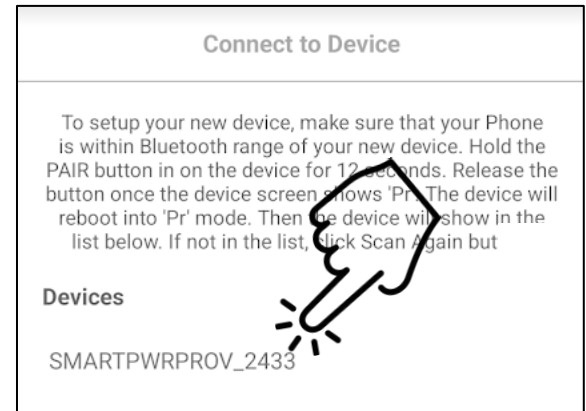 Connect to Device
To setup your new device, make sure that your Phone
is within Bluetooth range of your new device. Hold the
PAIR button in on the device for 12 seconds. Release the
button once the device screen shows 'Pr'. The device will
reboot into 'Pr' mode. Then the device will show in the
list below. If not in the list, click Scan Again but
Devices
SMARTPWRPROV_2433